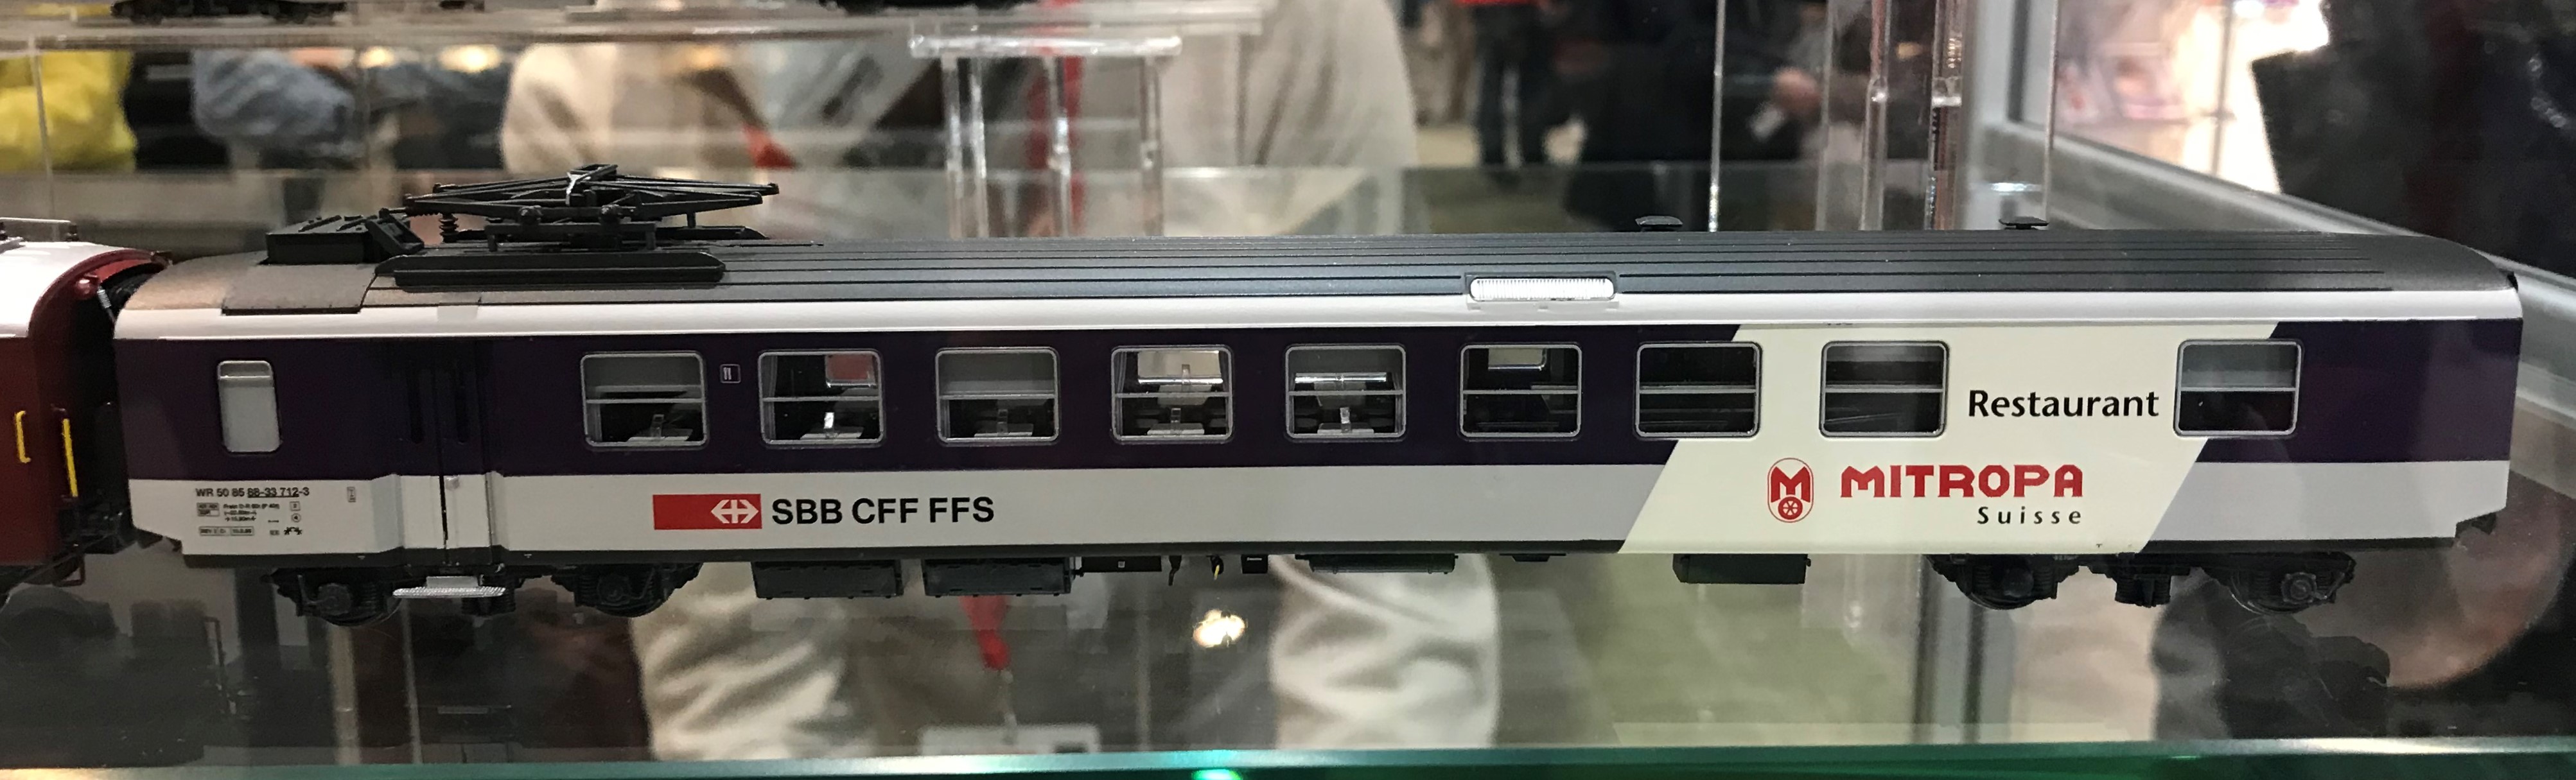 Restaurant
MITROPA
Suisse
SBB CFF FFS
WR 50 85 88-33 712-3